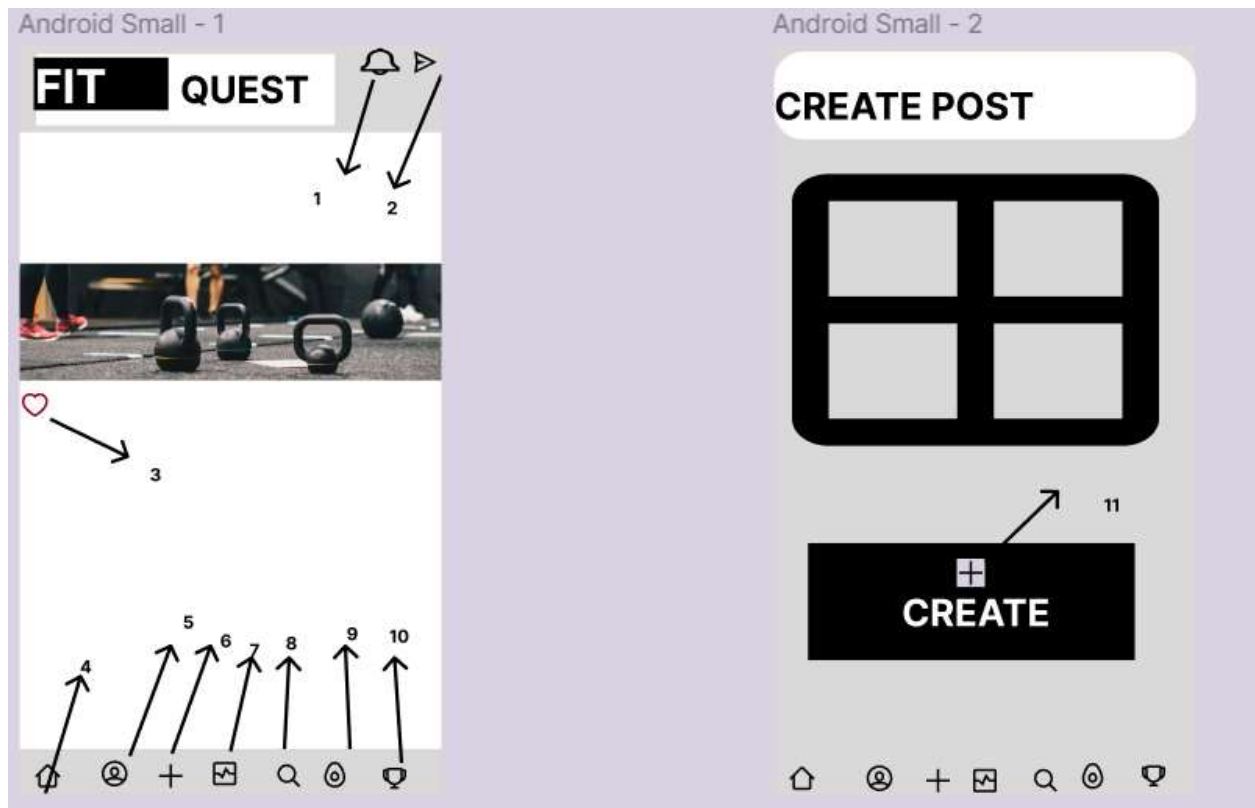 Android Small - 1
FIT QUEST
1
2
3
4
5
6
7
8
9
10
Android Small - 2
CREATE POST
11
CREATE